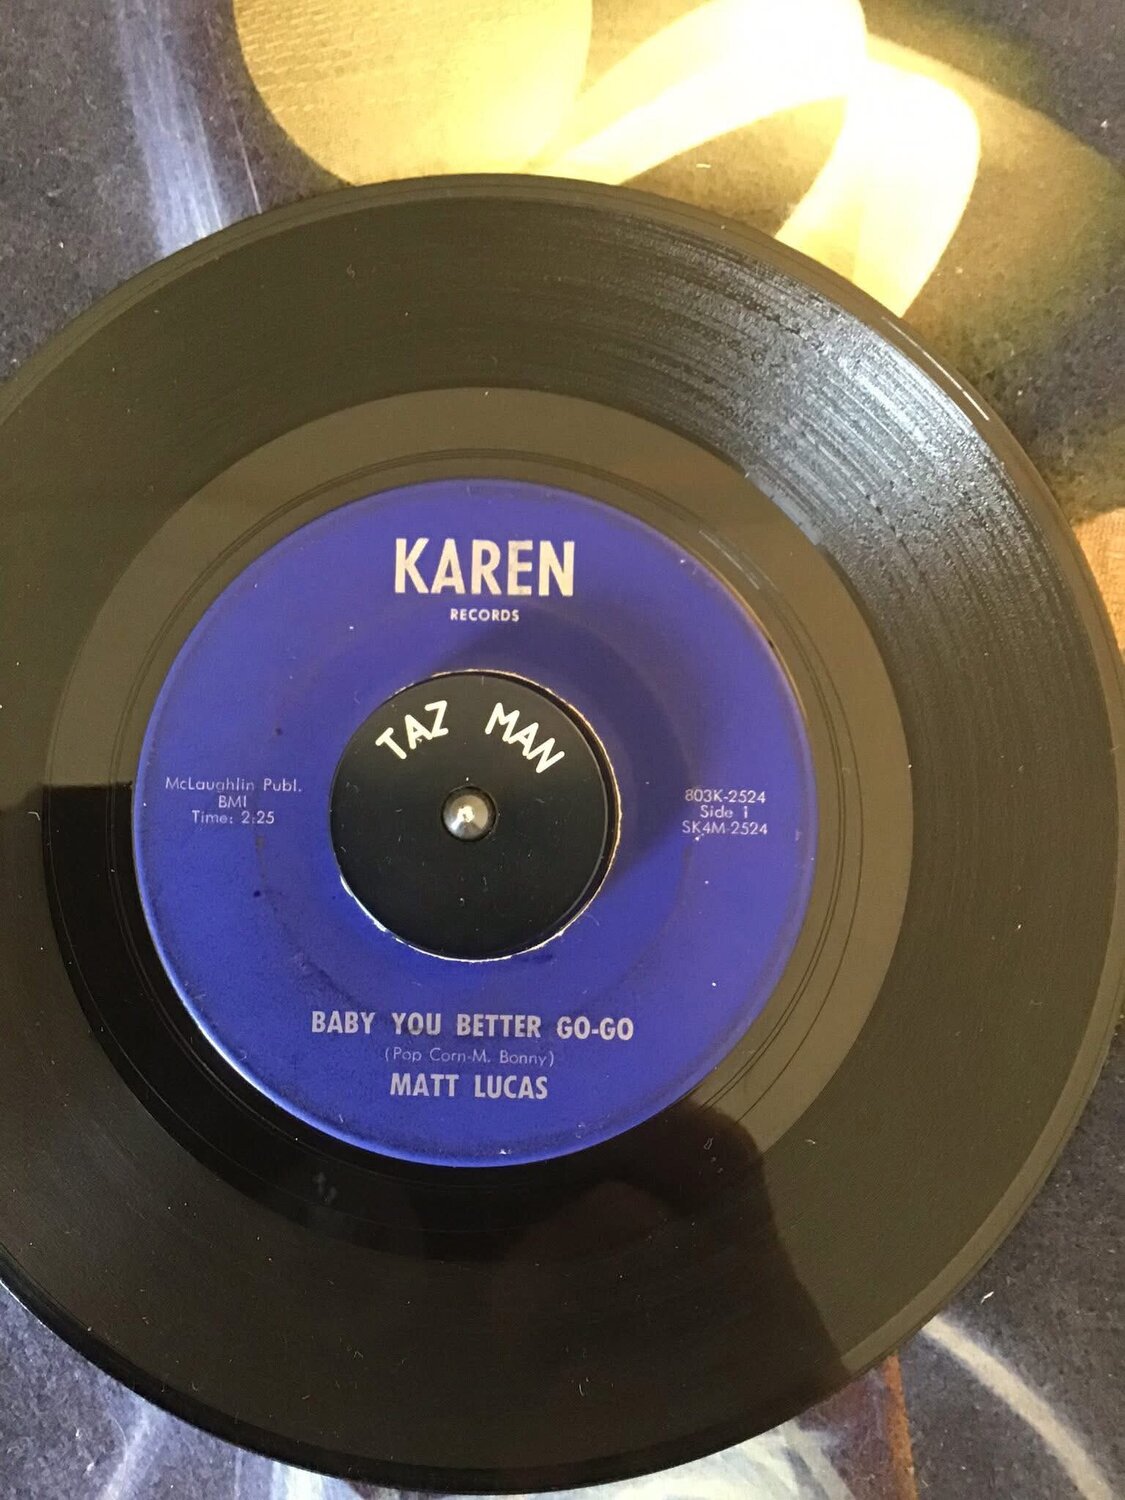 KAREN
RECORDS
TAZ MAN
McLaughlin Publ.
BMI
Time: 2:25
803K-2524
Side 1
SK4M-2524
BABY YOU BETTER GO-GO
(Pop Corn-M. Bonny)
MATT LUCAS